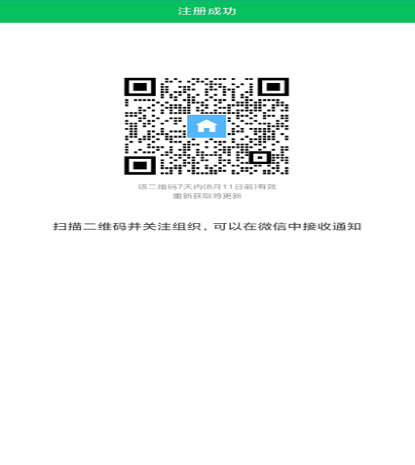 注册成功
该二维码7天内(8月11日前)有效
重新获取将更新
扫描二维码并关注组织，可以在微信中接收通知